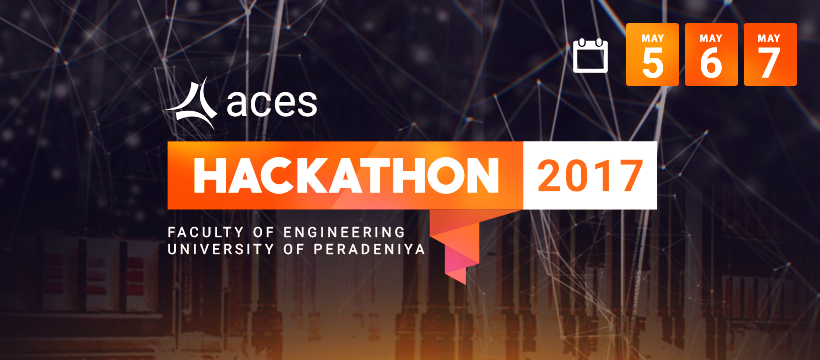 MAY MAY MAY
5 6 7
aces
HACKATHON 2017
FACULTY OF ENGINEERING
UNIVERSITY OF PERADENIYA